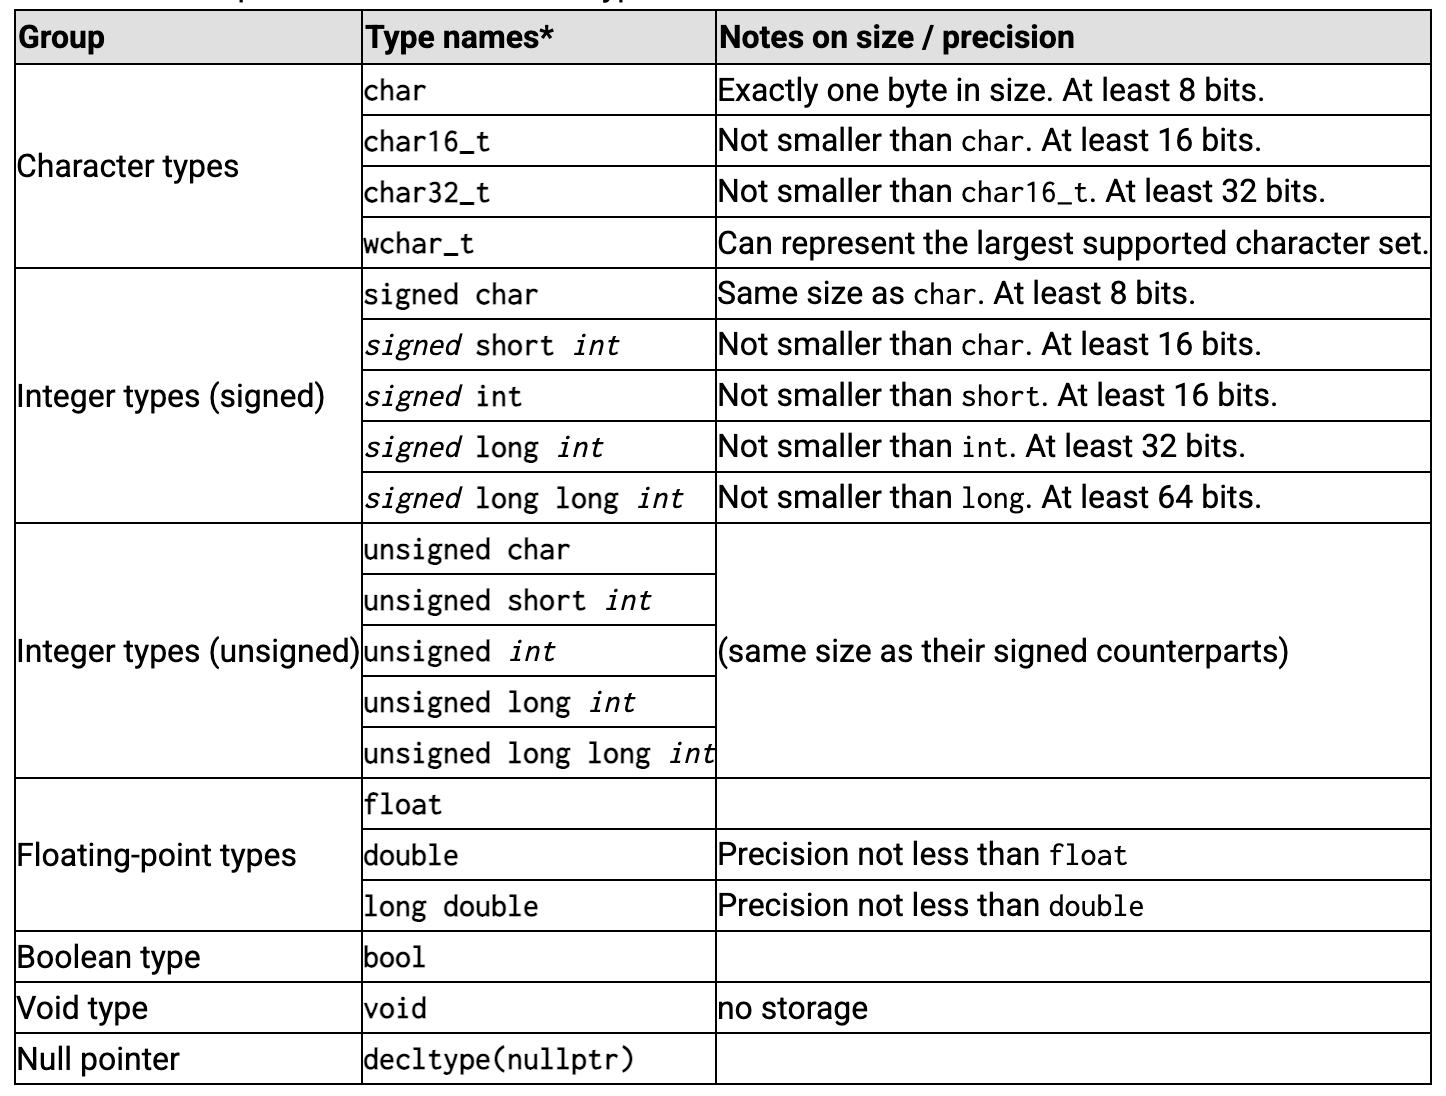 Group Type names* Notes on size / precision
Character types
char Exactly one byte in size. At least 8 bits.
char16_t Not smaller than char. At least 16 bits.
char32_t Not smaller than char16_t. At least 32 bits.
wchar_t Can represent the largest supported character set.
Integer types (signed)
signed char Same size as char. At least 8 bits.
signed short int Not smaller than char. At least 16 bits.
signed int Not smaller than short. At least 16 bits.
signed long int Not smaller than int. At least 32 bits.
signed long long int Not smaller than long. At least 64 bits.
Integer types (unsigned)
unsigned char
unsigned short int
unsigned int
unsigned long int
unsigned long long int
(same size as their signed counterparts)
Floating-point types
float
double Precision not less than float
long double Precision not less than double
Boolean type bool
Void type void no storage
Null pointer decltype(nullptr)